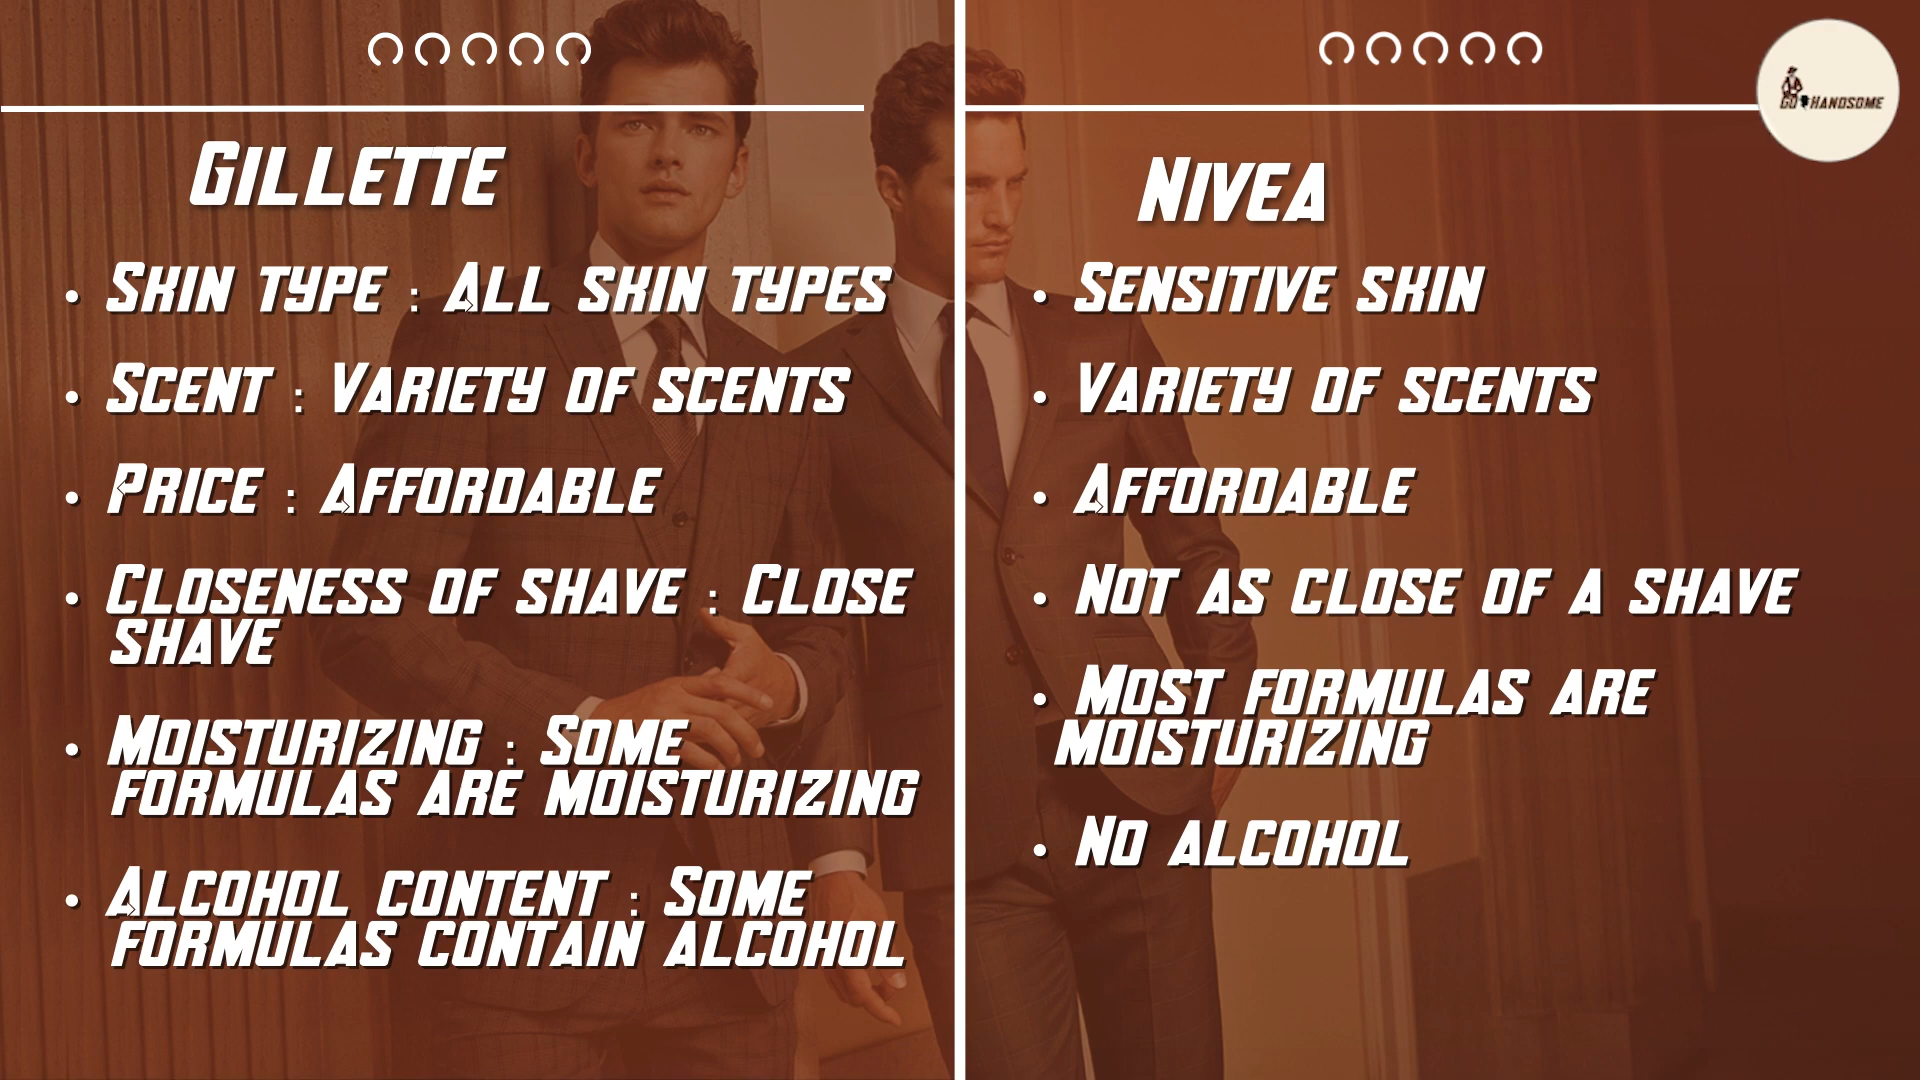 GO HANDSOME
GILLETTE
• SKIN TYPE : ALL SKIN TYPES
• SCENT : VARIETY OF SCENTS
• PRICE : AFFORDABLE
• CLOSENESS OF SHAVE : CLOSE
SHAVE
• MOISTURIZING : SOME
FORMULAS ARE MOISTURIZING
• ALCOHOL CONTENT : SOME
FORMULAS CONTAIN ALCOHOL
NIVEA
• SENSITIVE SKIN
• VARIETY OF SCENTS
• AFFORDABLE
• NOT AS CLOSE OF A SHAVE
• MOST FORMULAS ARE
MOISTURIZING
• NO ALCOHOL